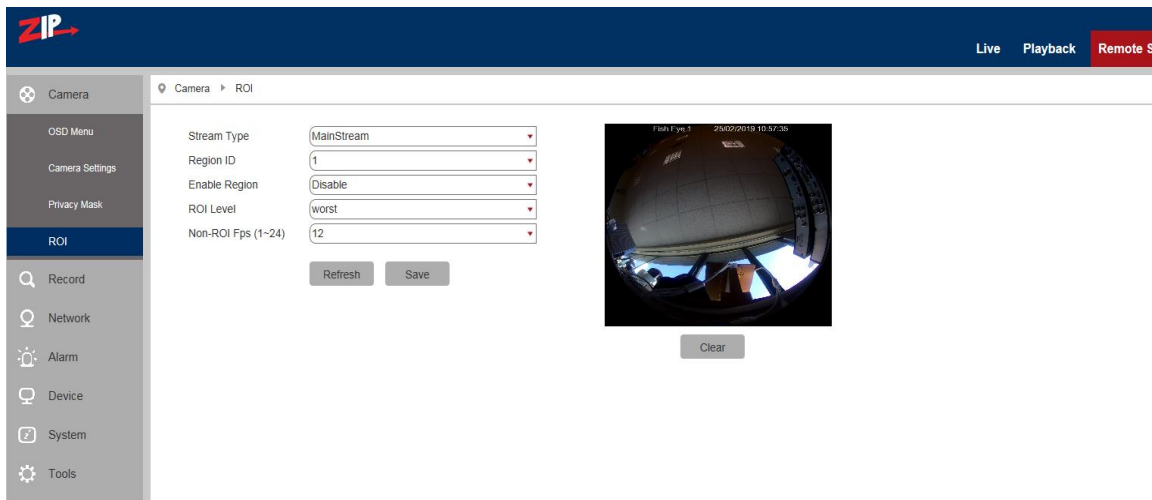 ZIP
Live Playback Remote S
Camera
Camera ROI
OSD Menu
Camera Settings
Privacy Mask
ROI
Record
Network
Alarm
Device
System
Tools
Stream Type MainStream
Region ID 1
Enable Region Disable
ROI Level worst
Non-ROI Fps (1~24) 12
Refresh Save
Fish Eye 1 25/02/2019 10:57:35
Clear